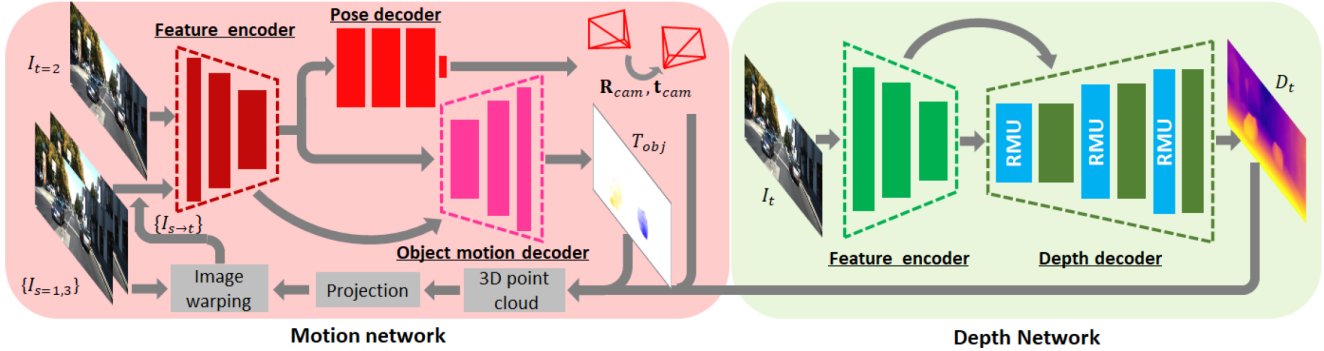 Pose decoder
Feature encoder
I_{t=2}
R_{cam}, t_{cam}
T_{obj}
{I_{s→t}}
Object motion decoder
{I_{s=1,3}}
Image
warping
Projection
3D point
cloud
Motion network
D_t
RMU
RMU
RMU
I_t
Feature encoder
Depth decoder
Depth Network